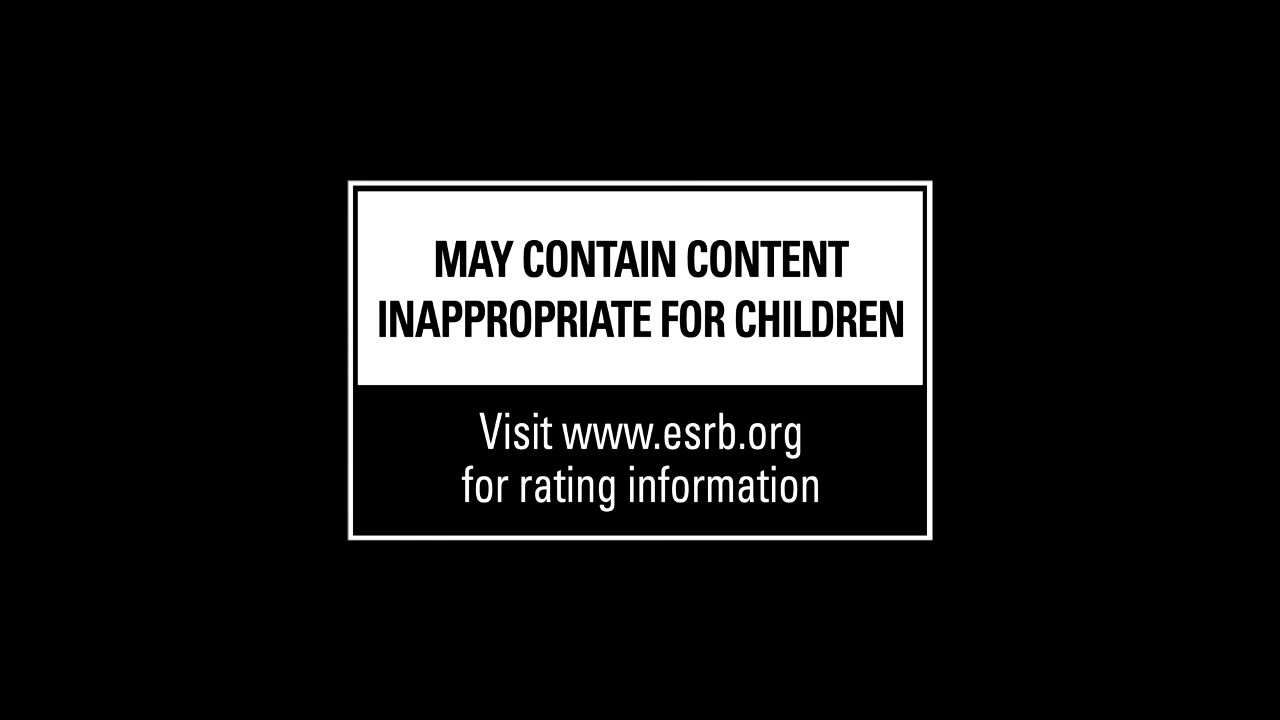 MAY CONTAIN CONTENT
INAPPROPRIATE FOR CHILDREN
Visit www.esrb.org
for rating information